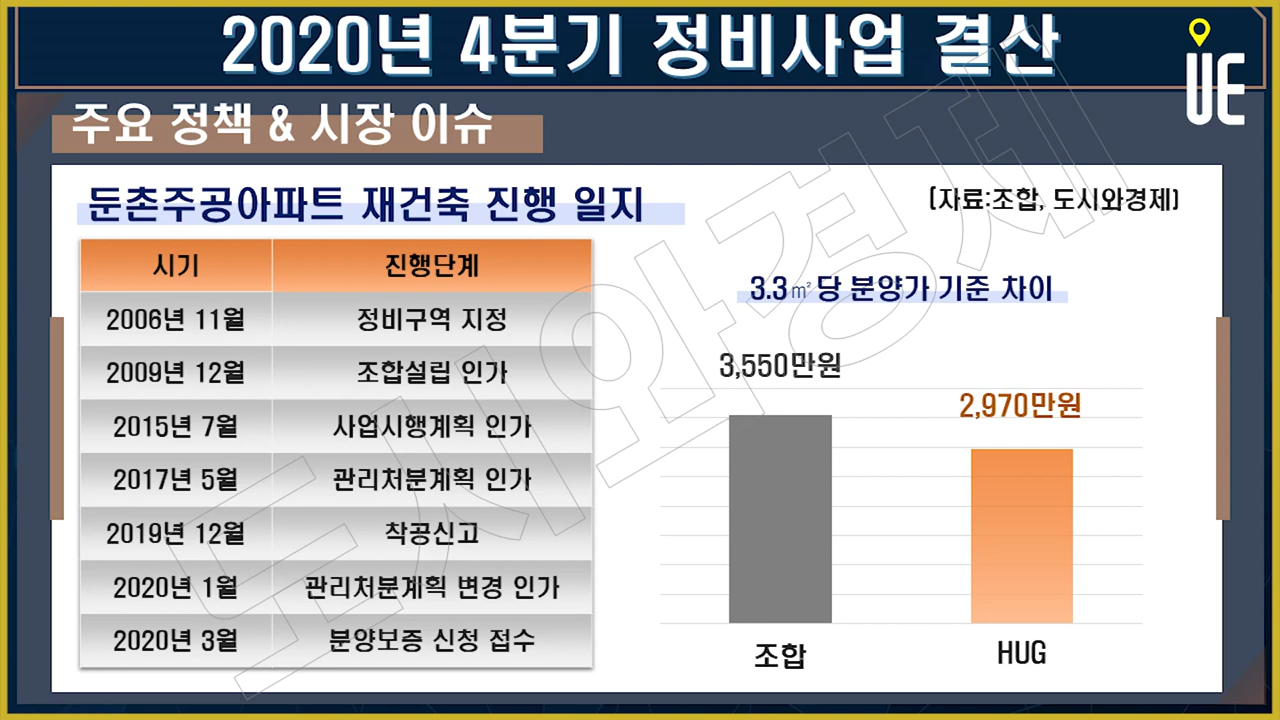 2020년 4분기 정비사업 결산
UE
주요 정책 & 시장 이슈
둔촌주공아파트 재건축 진행 일지
[자료:조합, 도시와경제]
시기 진행단계
2006년 11월 정비구역 지정
2009년 12월 조합설립 인가
2015년 7월 사업시행계획 인가
2017년 5월 관리처분계획 인가
2019년 12월 착공신고
2020년 1월 관리처분계획 변경 인가
2020년 3월 분양보증 신청 접수
3.3㎡당 분양가 기준 차이
3,550만원
2,970만원
조합 HUG
도시와경제